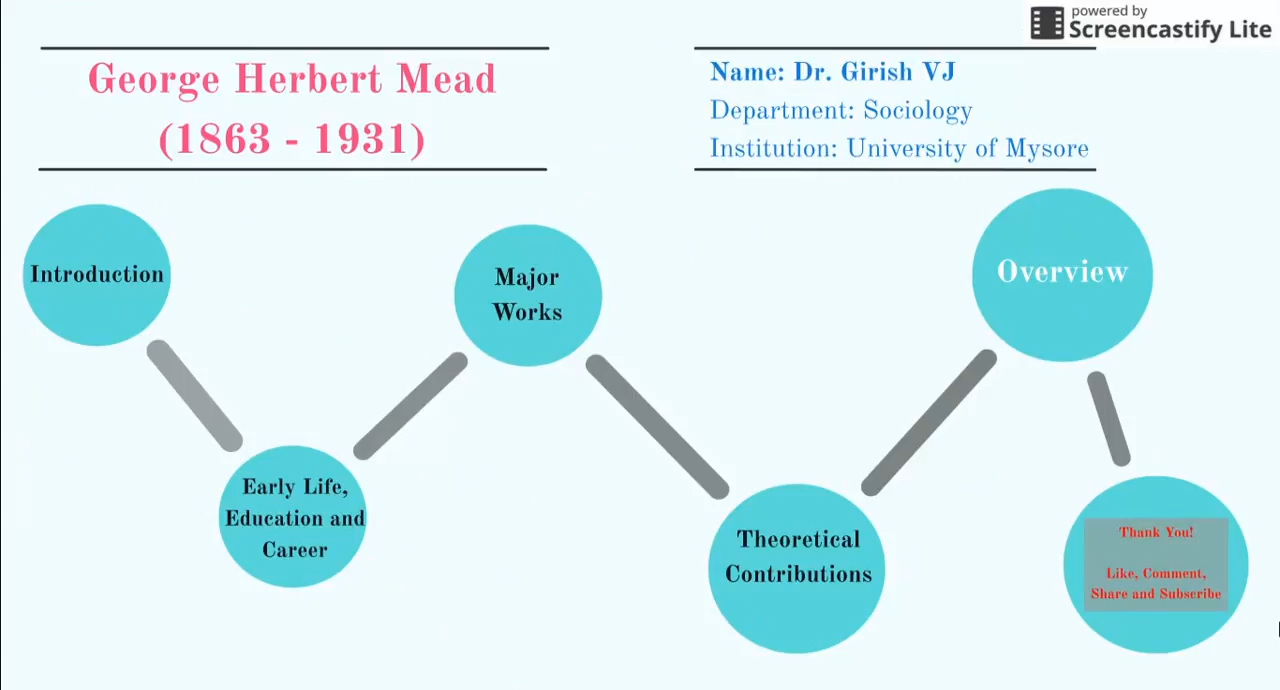 powered by
Screencastify Lite
George Herbert Mead
(1863 - 1931)
Name: Dr. Girish VJ
Department: Sociology
Institution: University of Mysore
Introduction
Early Life,
Education and
Career
Major
Works
Theoretical
Contributions
Overview
Thank You!
Like, Comment,
Share and Subscribe